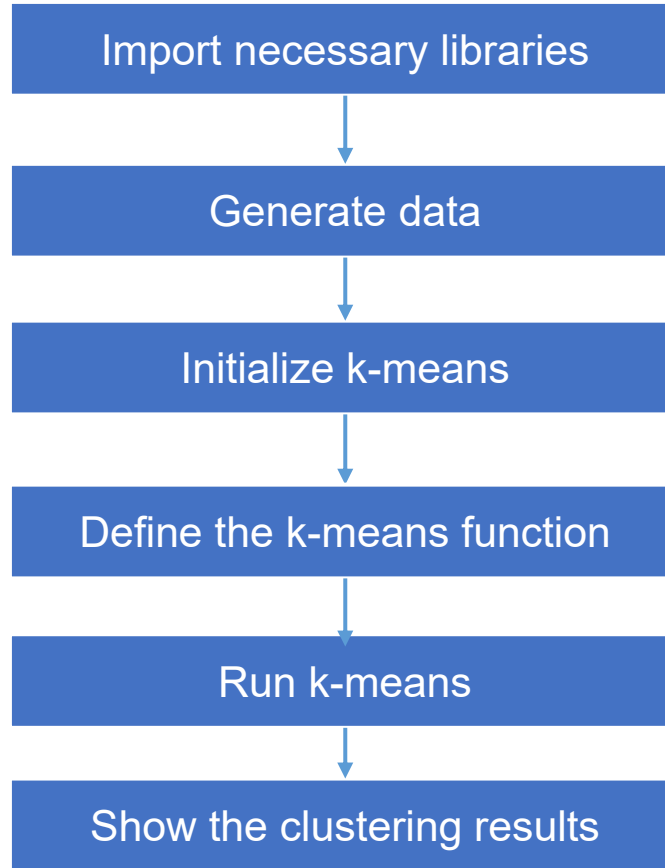 Import necessary libraries
Generate data
Initialize k-means
Define the k-means function
Run k-means
Show the clustering results